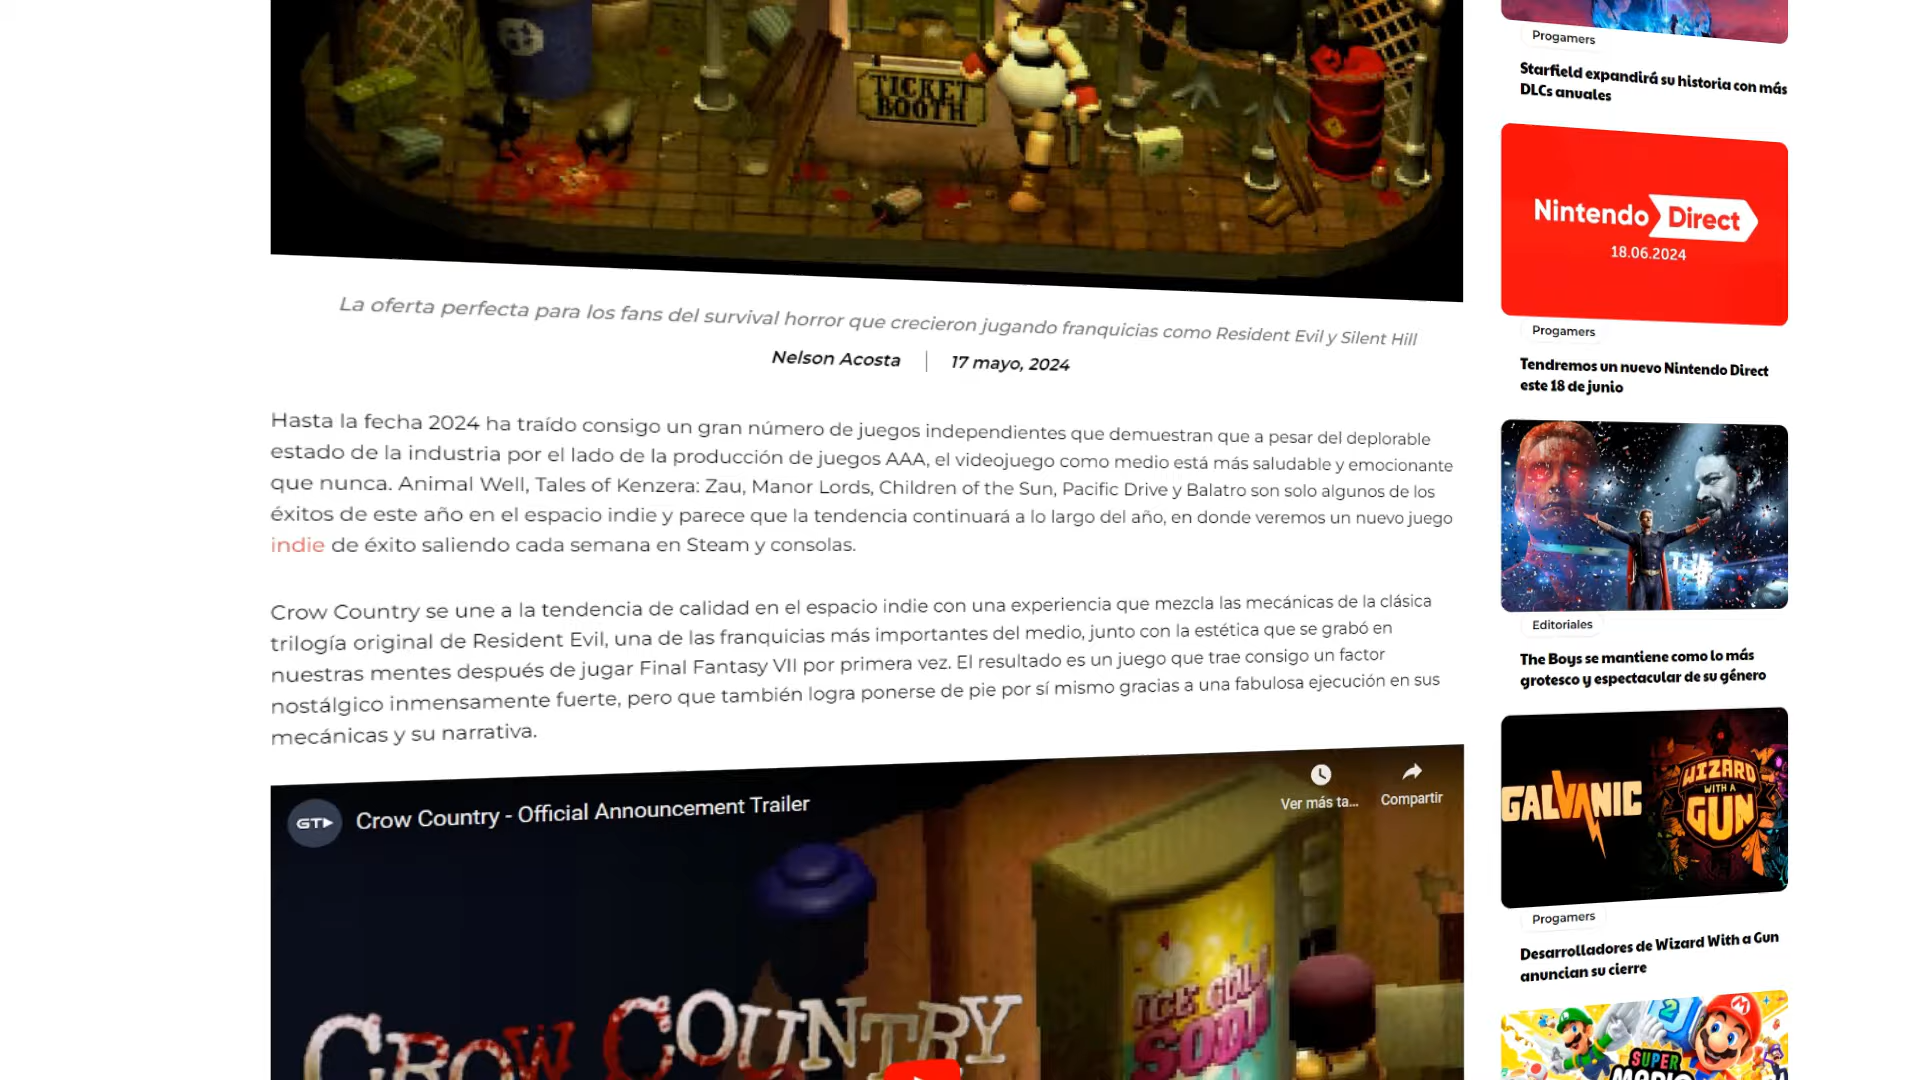 TICKET
BOOTH
La oferta perfecta para los fans del survival horror que crecieron jugando franquicias como Resident Evil y Silent Hill
Nelson Acosta | 17 mayo, 2024
Hasta la fecha 2024 ha traído consigo un gran número de juegos independientes que demuestran que a pesar del deplorable
estado de la industria por el lado de la producción de juegos AAA, el videojuego como medio está más saludable y emocionante
que nunca. Animal Well, Tales of Kenzera: Zau, Manor Lords, Children of the Sun, Pacific Drive y Balatro son solo algunos de los
éxitos de este año en el espacio indie y parece que la tendencia continuará a lo largo del año, en donde veremos un nuevo juego
indie de éxito saliendo cada semana en Steam y consolas.
Crow Country se une a la tendencia de calidad en el espacio indie con una experiencia que mezcla las mecánicas de la clásica
trilogía original de Resident Evil, una de las franquicias más importantes del medio, junto con la estética que se grabó en
nuestras mentes después de jugar Final Fantasy VII por primera vez. El resultado es un juego que trae consigo un factor
nostálgico inmensamente fuerte, pero que también logra ponerse de pie por sí mismo gracias a una fabulosa ejecución en sus
mecánicas y su narrativa.
GT
Crow Country - Official Announcement Trailer
Ver más ta...
Compartir
CROW COUNTRY
ICE COLD
SODA
Progamers
Starfield expandirá su historia con más
DLCs anuales
Nintendo Direct
18.06.2024
Progamers
Tendremos un nuevo Nintendo Direct
este 18 de junio
Editoriales
The Boys se mantiene como lo más
grotesco y espectacular de su género
GALVANIC
WIZARD
WITH A
GUN
Progamers
Desarrolladores de Wizard With a Gun
anuncian su cierre
2
SUPER
MARIO